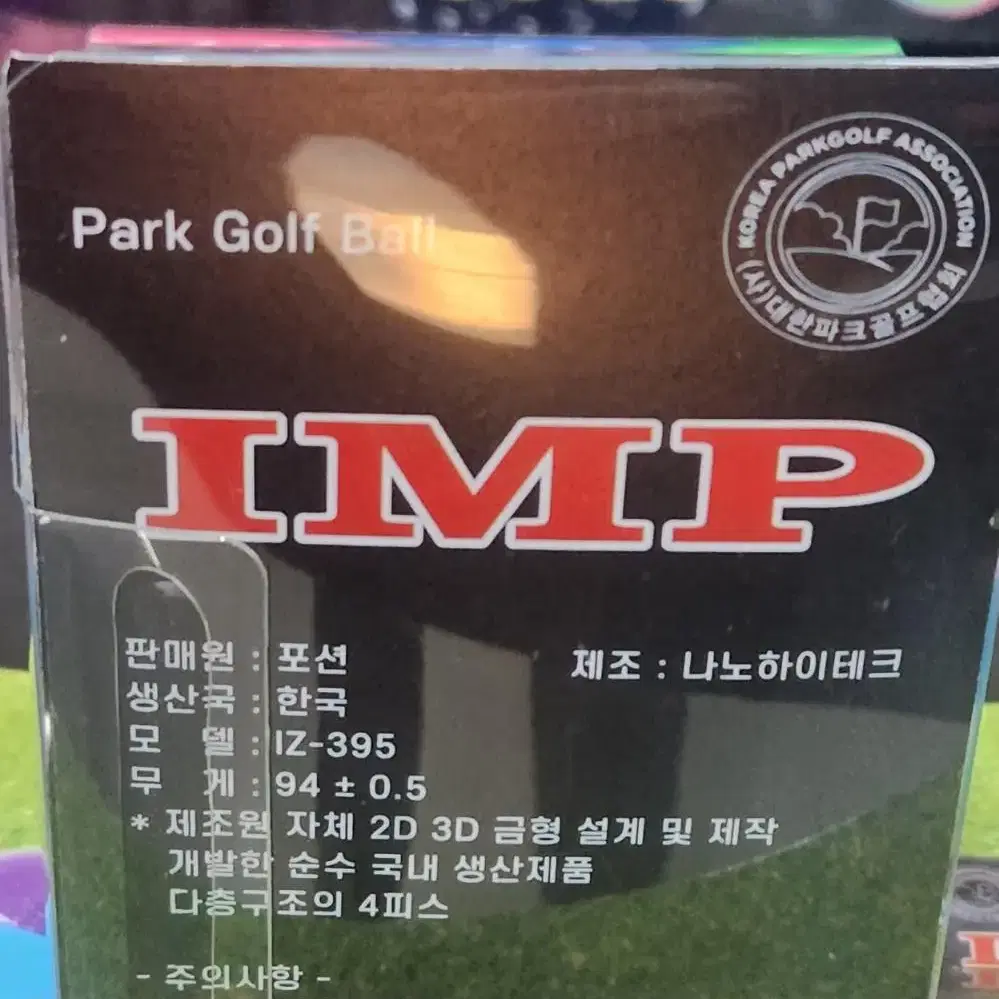 KOREA PARKGOLF ASSOCIATION
(사)대한파크골프협회
Park Golf Ball
IMP
판매원 : 포션
제조 : 나노하이테크
생산국 : 한국
모 델 : IZ-395
무 게 : 94 ± 0.5
* 제조원 자체 2D 3D 금형 설계 및 제작
개발한 순수 국내 생산제품
다층구조의 4피스
- 주의사항 -